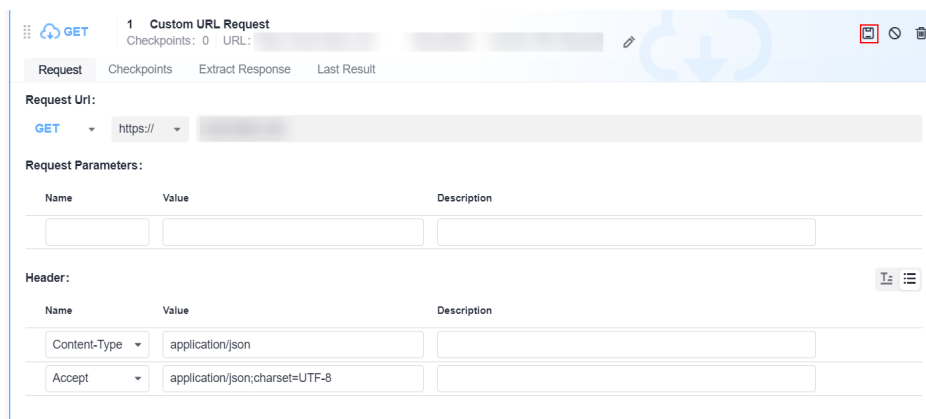 GET 1 Custom URL Request
Checkpoints: 0 URL:
Request Checkpoints Extract Response Last Result
Request Url:
GET https://
Request Parameters:
Name Value Description
Header:
Name Value Description
Content-Type application/json
Accept application/json;charset=UTF-8